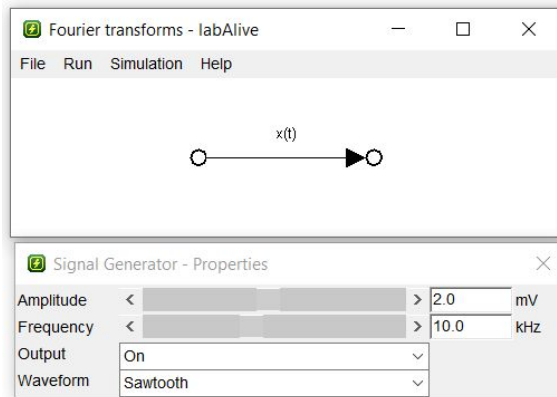 Fourier transforms - labAlive
File Run Simulation Help
x(t)
Signal Generator - Properties
Amplitude < > 2.0 mV
Frequency < > 10.0 kHz
Output On
Waveform Sawtooth